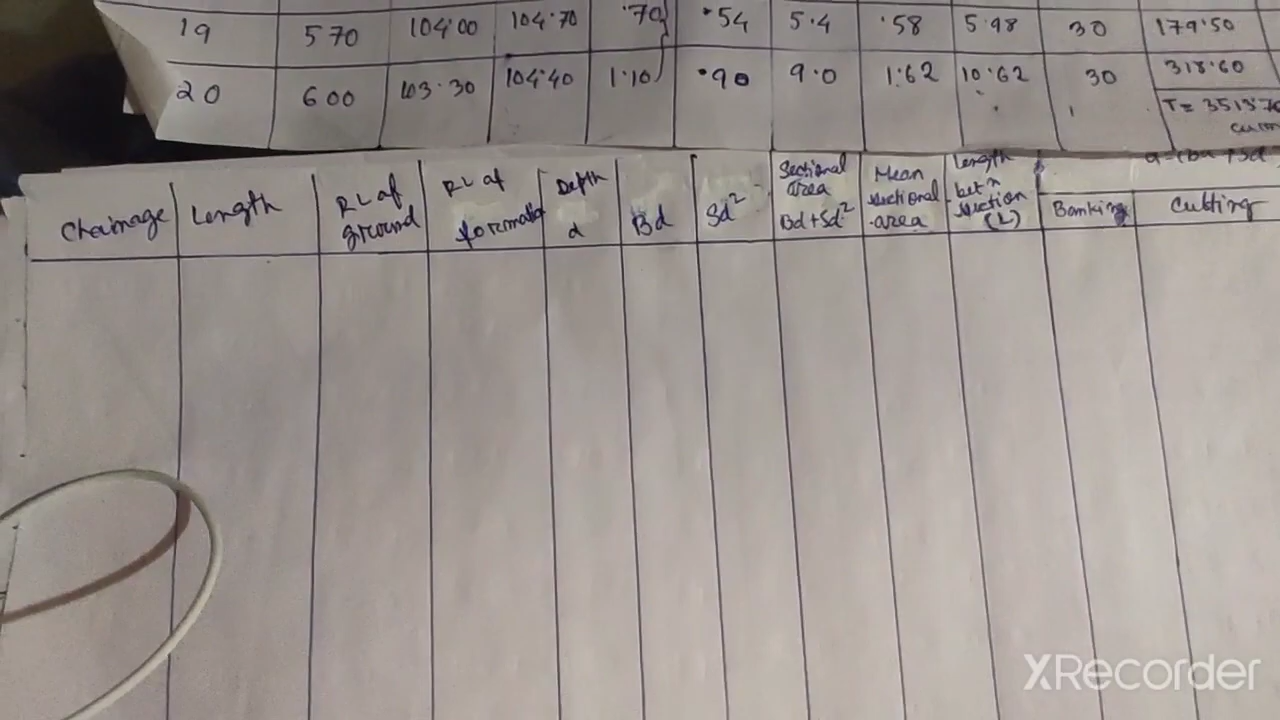 19 570 104.00 104.70 .70 .54 5.4 .58 5.98 30 179.50
20 600 103.30 104.40 1.10 .90 9.0 1.62 10.62 30 318.60
T= 3513.70
cum
Chainage Length RL of ground RL of formation Depth d Bd Sd² Sectional area Bd+Sd² Mean sectional area Length betn section (L) Banking Cutting
XRecorder